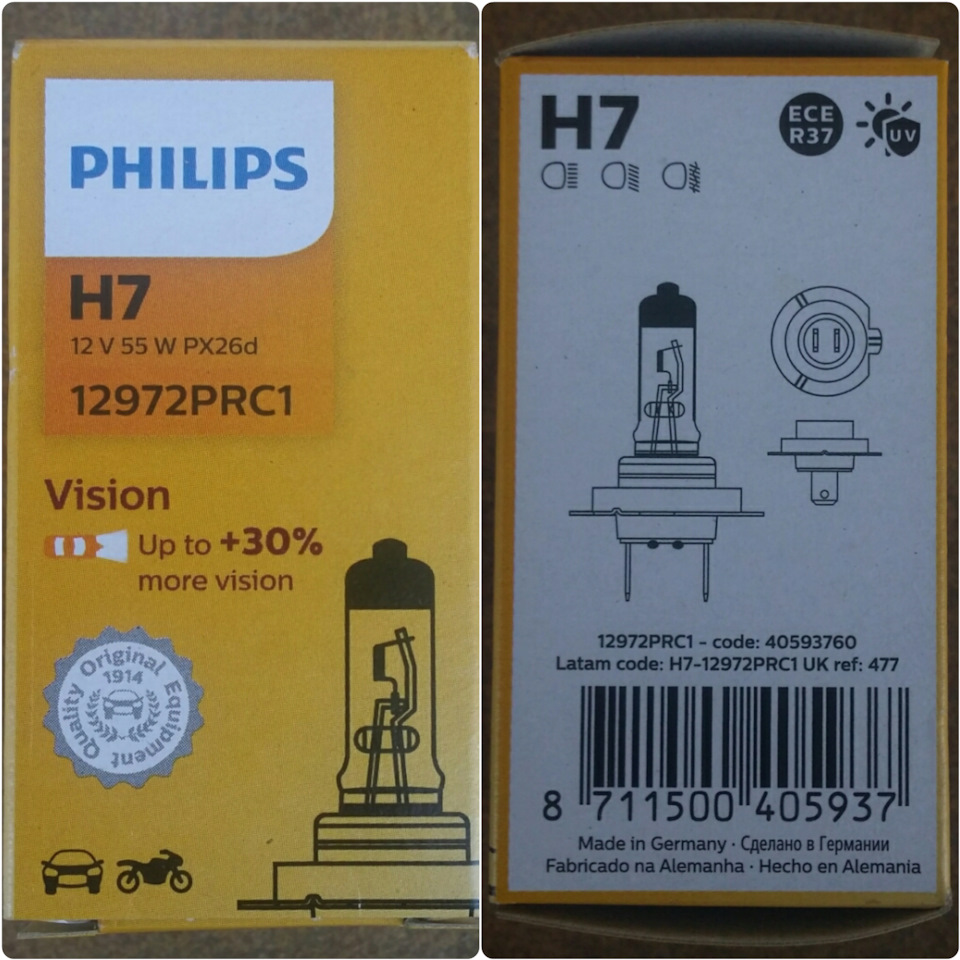 PHILIPS
H7
12 V 55 W PX26d
12972PRC1
Vision
Up to +30%
more vision
Original Equipment Quality
1914
H7
ECE
R37
UV
12972PRC1 - code: 40593760
Latam code: H7-12972PRC1 UK ref: 477
8 711500 405937
Made in Germany · Сделано в Германии
Fabricado na Alemanha · Hecho en Alemania